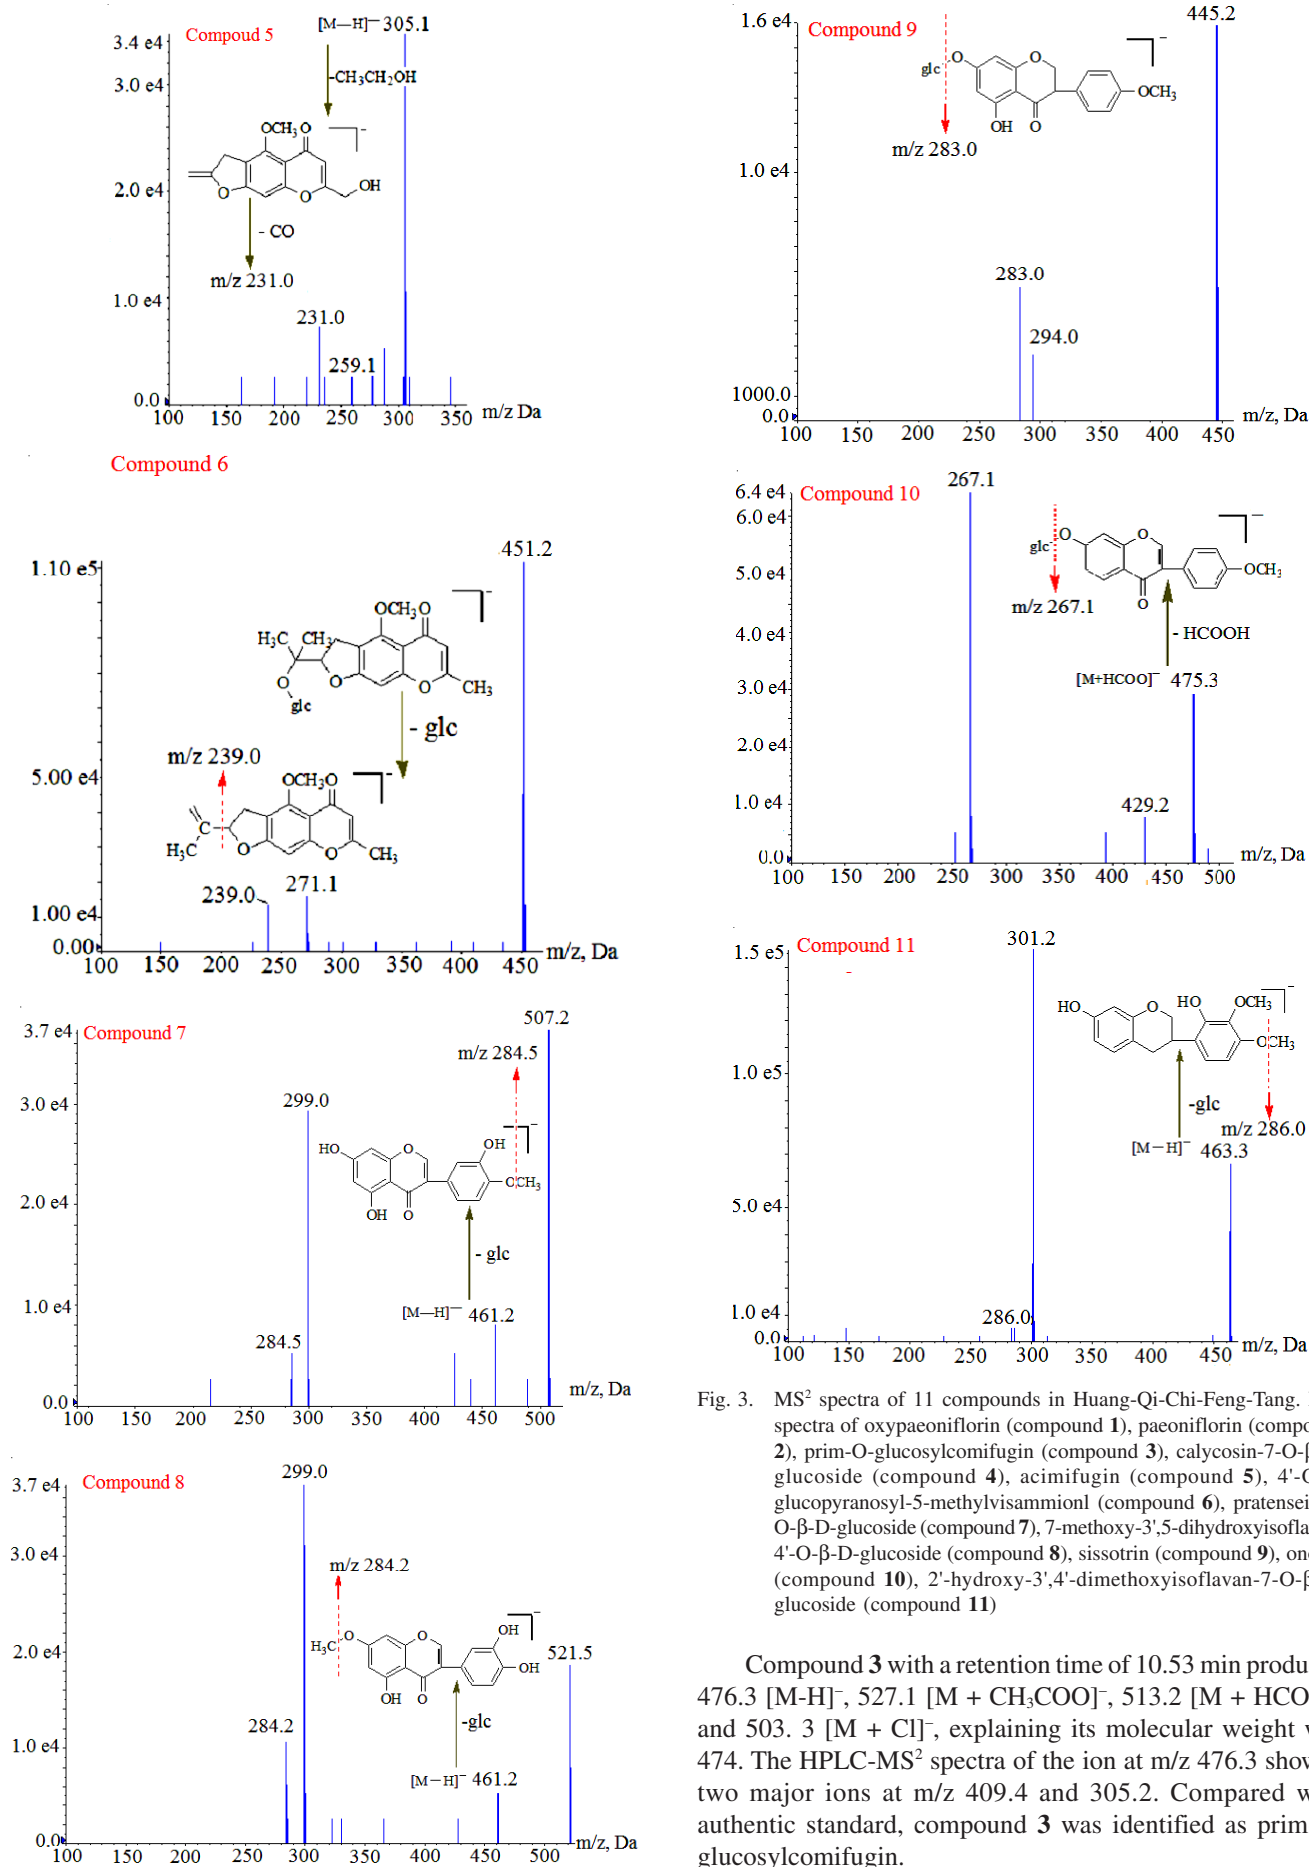 Compoud 5
[M—H]⁻ 305.1
3.4 e4
-CH₃CH₂OH
3.0 e4
OCH₃ O
⁻
2.0 e4
O
O
OH
- CO
m/z 231.0
1.0 e4
231.0
259.1
0.0
100 150 200 250 300 350 m/z Da
Compound 6
451.2
1.10 e5
⁻
OCH₃O
H₃C CH₃
O
O
O
CH₃
glc
- glc
m/z 239.0
5.00 e4
OCH₃O
⁻
C
H₃C
O
O
CH₃
239.0
271.1
1.00 e4
0.00
100 150 200 250 300 350 400 450 m/z, Da
Compound 7
507.2
3.7 e4
m/z 284.5
3.0 e4
299.0
⁻
HO O OH
OCH₃
2.0 e4
OH O
- glc
1.0 e4
[M—H]⁻ 461.2
284.5
0.0
100 150 200 250 300 350 400 450 500 m/z, Da
Compound 8
299.0
3.7 e4
3.0 e4
m/z 284.2
⁻
H₃C O O OH
OH
2.0 e4
521.5
OH O
284.2
-glc
1.0 e4
[M—H]⁻ 461.2
0.0
100 150 200 250 300 350 400 450 500 m/z, Da
Compound 9
445.2
1.6 e4
⁻
glc O O
OCH₃
OH O
m/z 283.0
1.0 e4
283.0
294.0
1000.0
0.0
100 150 200 250 300 350 400 450 m/z, Da
Compound 10
267.1
6.4 e4
6.0 e4
⁻
glc O O
OCH₃
O
5.0 e4
m/z 267.1
- HCOOH
4.0 e4
[M+HCOO]⁻ 475.3
3.0 e4
2.0 e4
429.2
1.0 e4
0.0
100 150 200 250 300 350 400 450 500 m/z, Da
Compound 11
301.2
1.5 e5
HO O HO OCH₃ ⁻
OCH₃
1.0 e5
-glc
m/z 286.0
[M—H]⁻ 463.3
5.0 e4
286.0
1.0 e4
0.0
100 150 200 250 300 350 400 450 m/z, Da
Fig. 3. MS² spectra of 11 compounds in Huang-Qi-Chi-Feng-Tang.
spectra of oxypaeoniflorin (compound 1), paeoniflorin (compo
2), prim-O-glucosylcomifugin (compound 3), calycosin-7-O-β
glucoside (compound 4), acimifugin (compound 5), 4'-O
glucopyranosyl-5-methylvisammionl (compound 6), pratensei
O-β-D-glucoside (compound 7), 7-methoxy-3',5-dihydroxyisofla
4'-O-β-D-glucoside (compound 8), sissotrin (compound 9), on
(compound 10), 2'-hydroxy-3',4'-dimethoxyisoflavan-7-O-β
glucoside (compound 11)
Compound 3 with a retention time of 10.53 min produ
476.3 [M-H]⁻, 527.1 [M + CH₃COO]⁻, 513.2 [M + HCO
and 503. 3 [M + Cl]⁻, explaining its molecular weight w
474. The HPLC-MS² spectra of the ion at m/z 476.3 show
two major ions at m/z 409.4 and 305.2. Compared w
authentic standard, compound 3 was identified as prim
glucosylcomifugin.